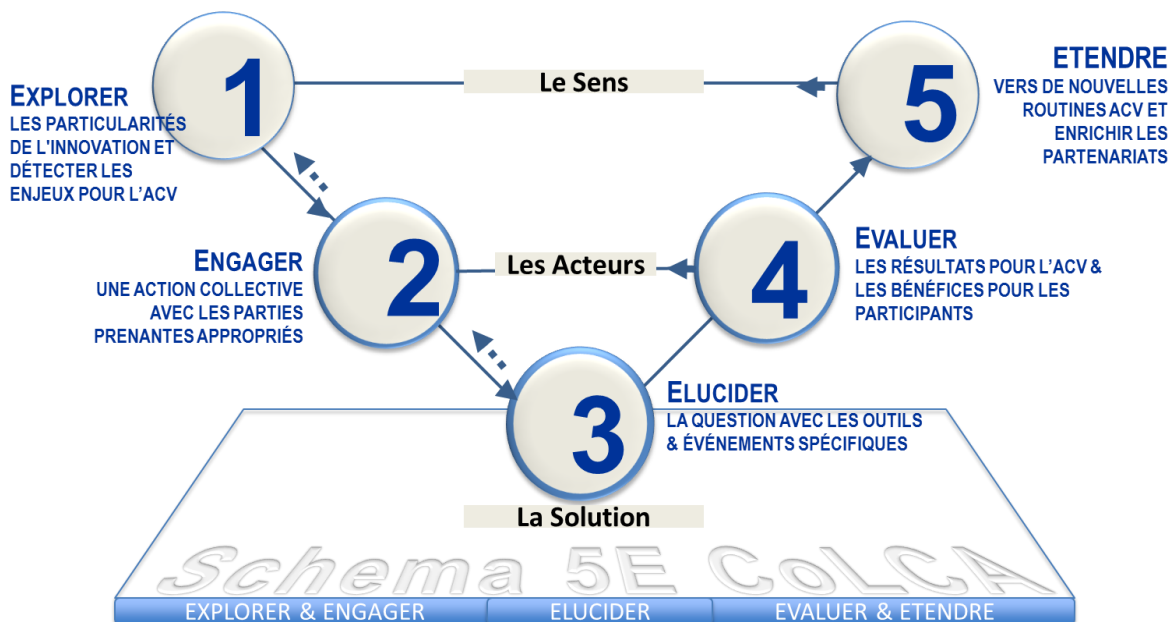 1
EXPLORER
LES PARTICULARITÉS
DE L'INNOVATION ET
DÉTECTER LES
ENJEUX POUR L'ACV
Le Sens
5
ETENDRE
VERS DE NOUVELLES
ROUTINES ACV ET
ENRICHIR LES
PARTENARIATS
2
ENGAGER
UNE ACTION COLLECTIVE
AVEC LES PARTIES
PRENANTES APPROPRIÉS
Les Acteurs
4
EVALUER
LES RÉSULTATS POUR L'ACV &
LES BÉNÉFICES POUR LES
PARTICIPANTS
3
ELUCIDER
LA QUESTION AVEC LES OUTILS
& ÉVÉNEMENTS SPÉCIFIQUES
La Solution
Schema 5E CoLCA
EXPLORER & ENGAGER
ELUCIDER
EVALUER & ETENDRE